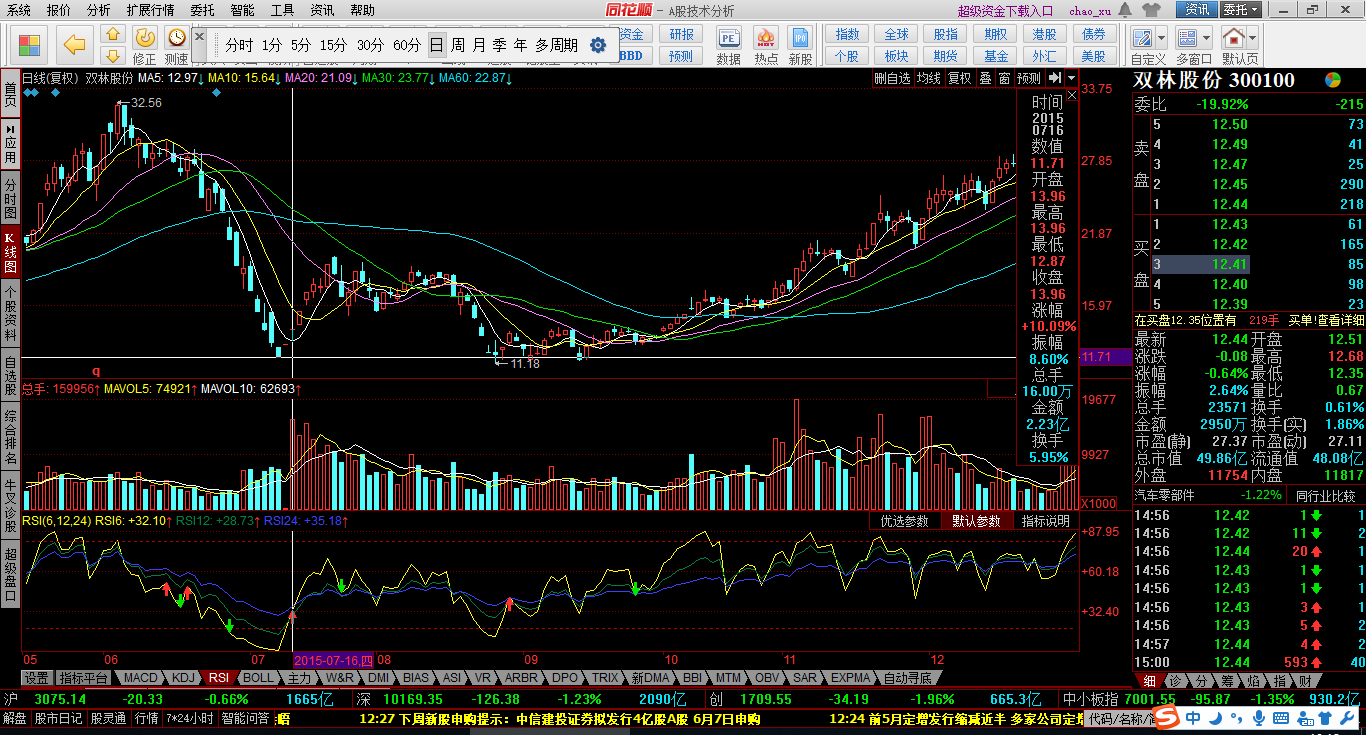 系统 报价 分析 扩展行情 委托 智能 工具 资讯 帮助
同花顺 - A股技术分析
超级资金下载入口 chao_xu 资讯 委托
修正 测速
分时 1分 5分 15分 30分 60分 日 周 月 季 年 多周期
资金 研报
BBD 预测
数据 热点 新股
指数 全球 股指 期权 港股 债券
个股 板块 期货 基金 外汇 美股
自定义 多窗口 默认页
首页
应用
分时图
K线图
个股资料
自选股
综合排名
牛叉诊股
超级盘口
日线(复权) 双林股份 MA5: 12.97↓ MA10: 15.64↓ MA20: 21.09↓ MA30: 23.77↓ MA60: 22.87↓
删自选 均线 复权 叠 窗 预测
32.56
11.18
q
33.75
27.85
21.87
15.97
11.71
时间
2015
0716
数值
11.71
开盘
13.96
最高
13.96
最低
12.87
收盘
13.96
涨幅
+10.09%
振幅
8.60%
总手
16.00万
金额
2.23亿
换手
5.95%
总手: 159956↑ MAVOL5: 74921↑ MAVOL10: 62693↑
19677
9927
X1000
RSI(6,12,24) RSI6: +32.10↑ RSI12: +28.73↑ RSI24: +35.18↑
优选参数 默认参数 指标说明
+87.95
+60.18
+32.40
05 06 07 2015-07-16,四 08 09 10 11 12
设置 指标平台 MACD KDJ RSI BOLL 主力 W&R DMI BIAS ASI VR ARBR DPO TRIX 新DMA BBI MTM OBV SAR EXPMA 自动寻底
双林股份 300100
委比 -19.92% -215
卖盘
5 12.50 73
4 12.49 41
3 12.47 25
2 12.45 290
1 12.44 218
买盘
1 12.43 61
2 12.42 165
3 12.41 85
4 12.40 98
5 12.39 23
在买盘12.35位置有 219手 买单!查看详细
最新 12.44 开盘 12.51
涨跌 -0.08 最高 12.68
涨幅 -0.64% 最低 12.35
振幅 2.64% 量比 0.67
总手 23571 换手 0.61%
金额 2950万 换手(实) 1.86%
市盈(静) 27.37 市盈(动) 27.11
总市值 49.86亿 流通值 48.08亿
外盘 11754 内盘 11817
汽车零部件 -1.22% 同行业比较
14:56 12.42 1 1
14:56 12.42 11 2
14:56 12.44 20 1
14:56 12.43 1 1
14:56 12.43 1 1
14:56 12.43 3 1
14:56 12.43 5 2
14:57 12.44 4 2
15:00 12.44 593 40
细 诊 分 筹 焰 指 财
沪 3075.14 -20.33 -0.66% 1665亿 深 10169.35 -126.38 -1.23% 2090亿 创 1709.55 -34.19 -1.96% 665.3亿 中小板指 7001.55 -95.87 -1.35% 930.2亿
解盘 股市日记 股灵通 行情 7*24小时 智能问答
12:27 下周新股申购提示：中信建投证券拟发行4亿股A股 6月7日申购 12:24 前5月定增发行缩减近半 多家公司定增
代码/名称/
S 中